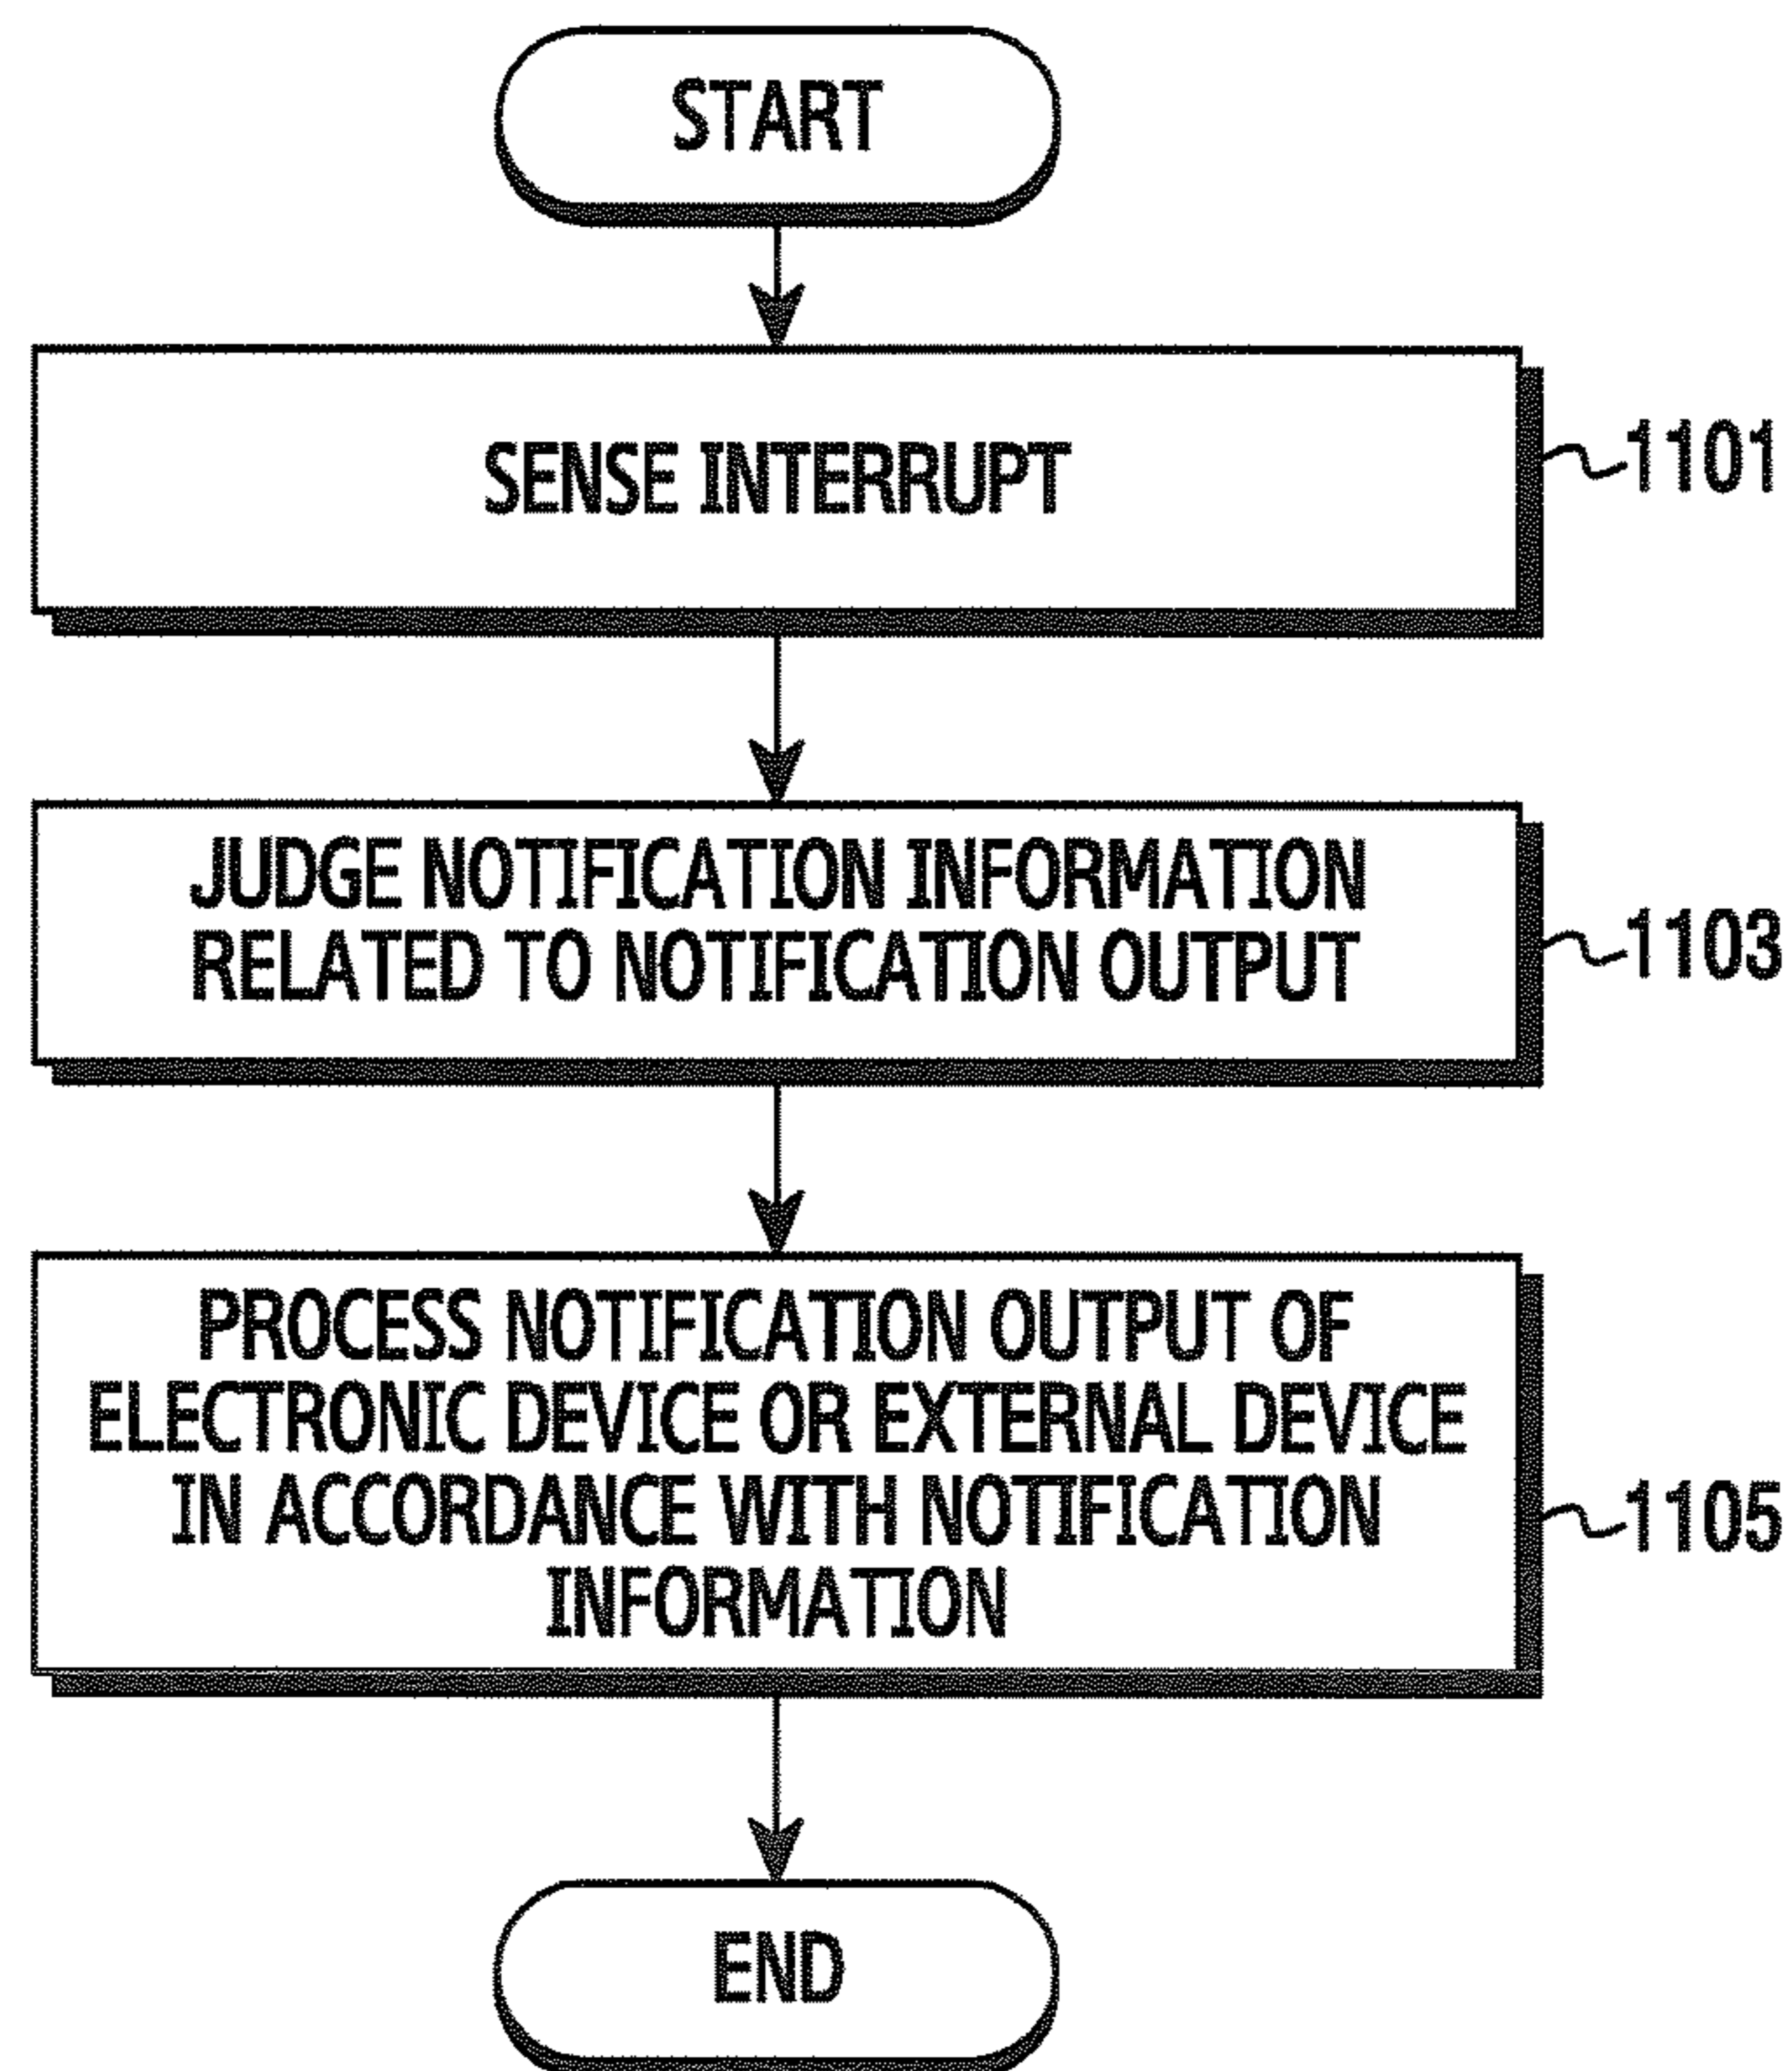 START
SENSE INTERRUPT
1101
JUDGE NOTIFICATION INFORMATION
RELATED TO NOTIFICATION OUTPUT
1103
PROCESS NOTIFICATION OUTPUT OF
ELECTRONIC DEVICE OR EXTERNAL DEVICE
IN ACCORDANCE WITH NOTIFICATION
INFORMATION
1105
END